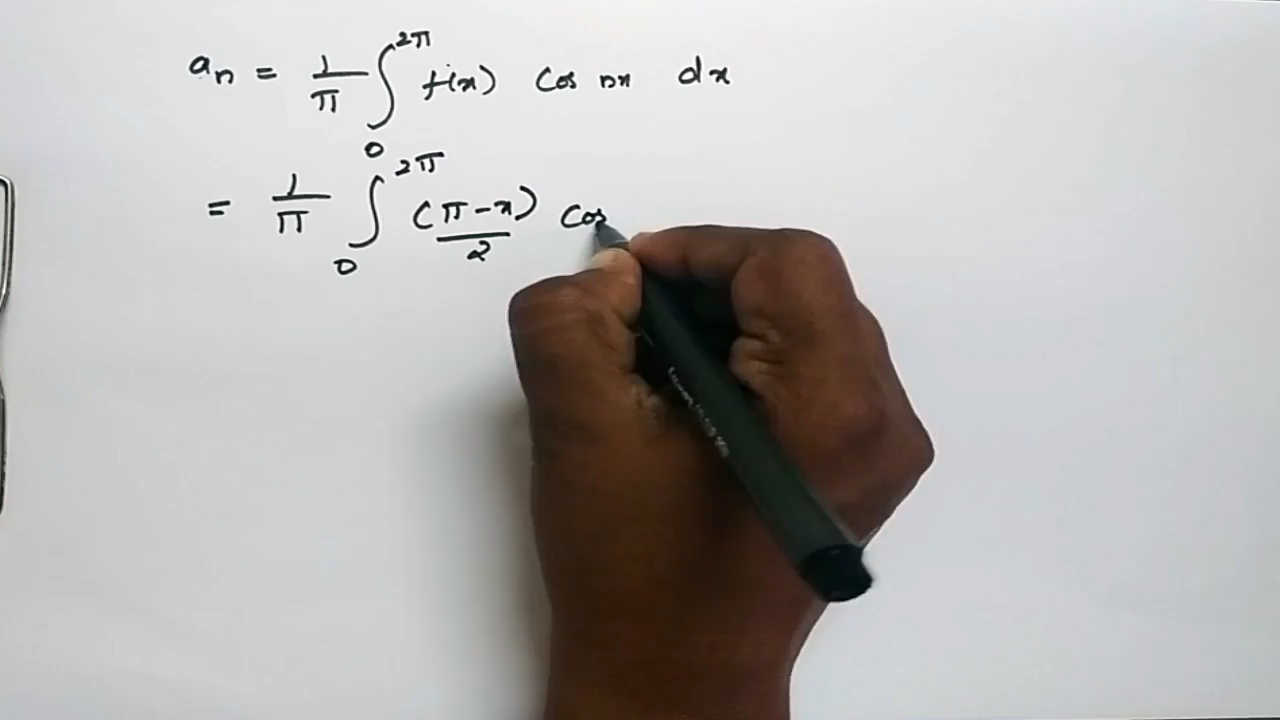 aₙ = 1/π ∫₀^2π f(x) cos nx dx
= 1/π ∫₀^2π (π-x)/2 cos